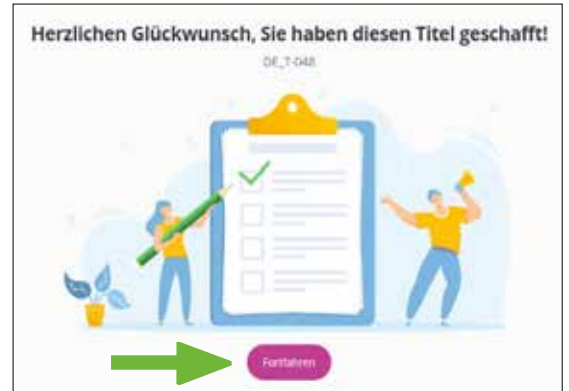 Herzlichen Glückwunsch, Sie haben diesen Titel geschafft!
DE_T-048
Fortfahren